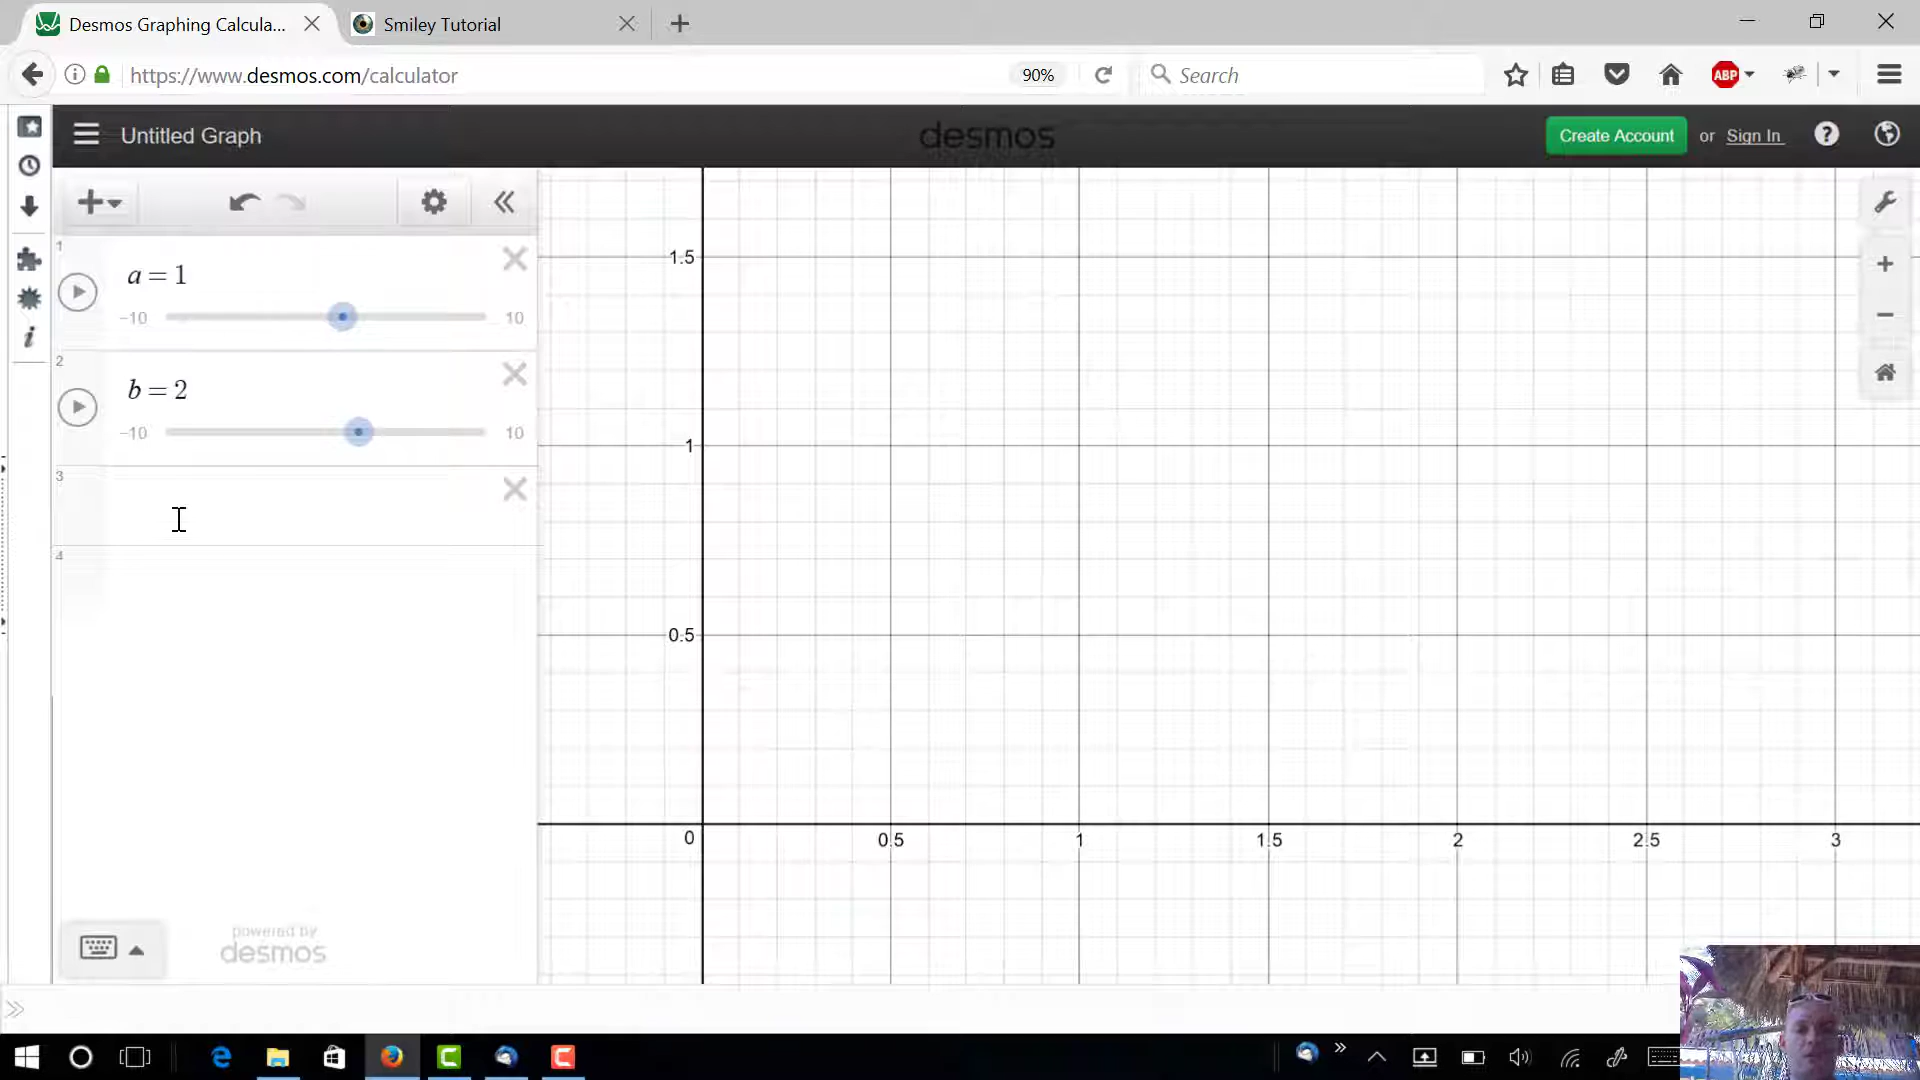 Desmos Graphing Calcula...
Smiley Tutorial
https://www.desmos.com/calculator
90%
Search
ABP
Untitled Graph
desmos
Create Account or Sign In
1
a = 1
-10
10
2
b = 2
-10
10
3
4
powered by
desmos
1.5
1
0.5
0
0.5
1
1.5
2
2.5
3